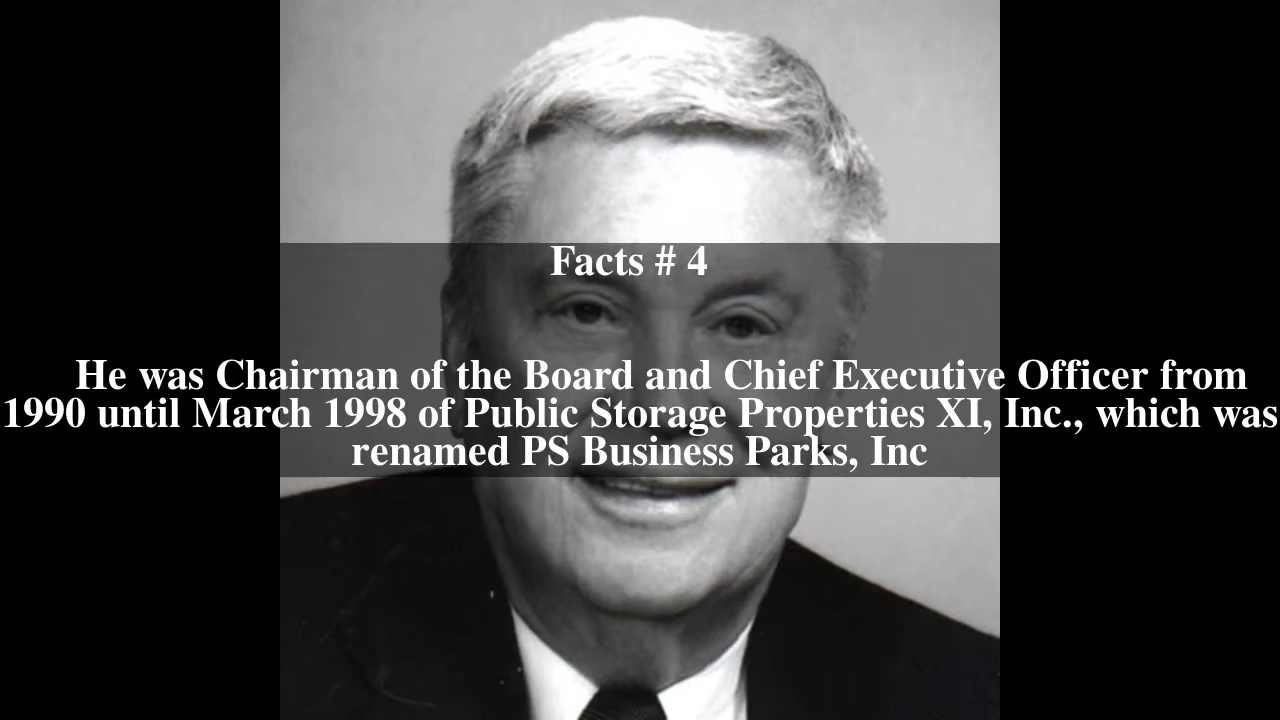 Facts # 4
He was Chairman of the Board and Chief Executive Officer from
1990 until March 1998 of Public Storage Properties XI, Inc., which was
renamed PS Business Parks, Inc